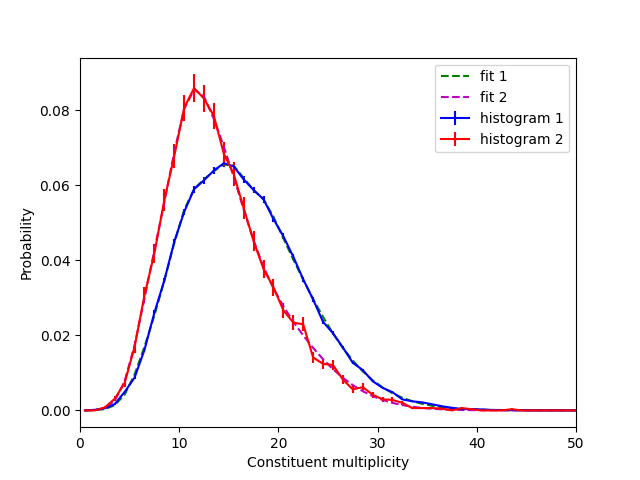 fit 1
fit 2
histogram 1
histogram 2
0.08
0.06
0.04
0.02
0.00
Probability
0 10 20 30 40 50
Constituent multiplicity